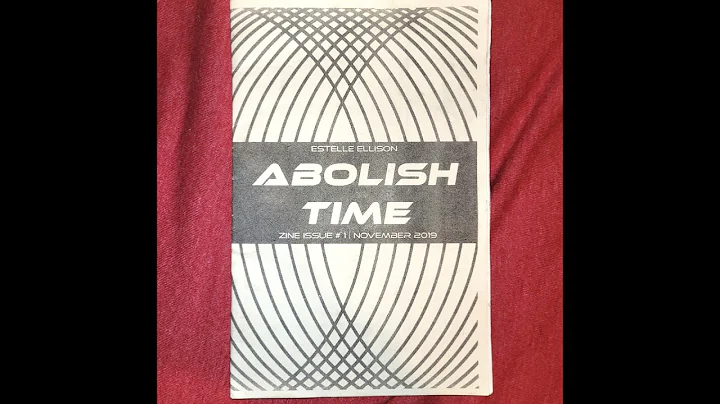 ESTELLE ELLISON
ABOLISH
TIME
ZINE ISSUE #1 | NOVEMBER 2019